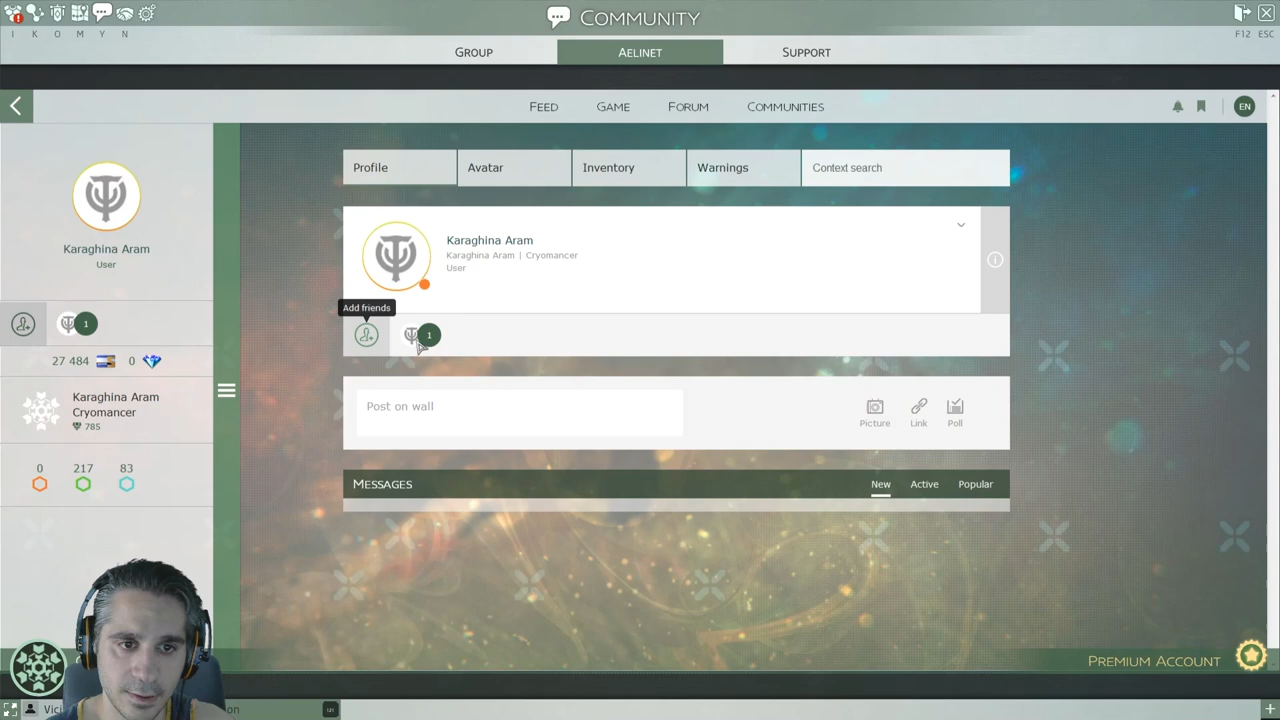 I K O M Y N
COMMUNITY
F12 ESC
GROUP
AELINET
SUPPORT
FEED
GAME
FORUM
COMMUNITIES
EN
Karaghina Aram
User
1
27 484
0
Karaghina Aram
Cryomancer
785
0 217 83
Profile
Avatar
Inventory
Warnings
Context search
Karaghina Aram
Karaghina Aram | Cryomancer
User
Add friends
1
Post on wall
Picture
Link
Poll
MESSAGES
New
Active
Popular
PREMIUM ACCOUNT